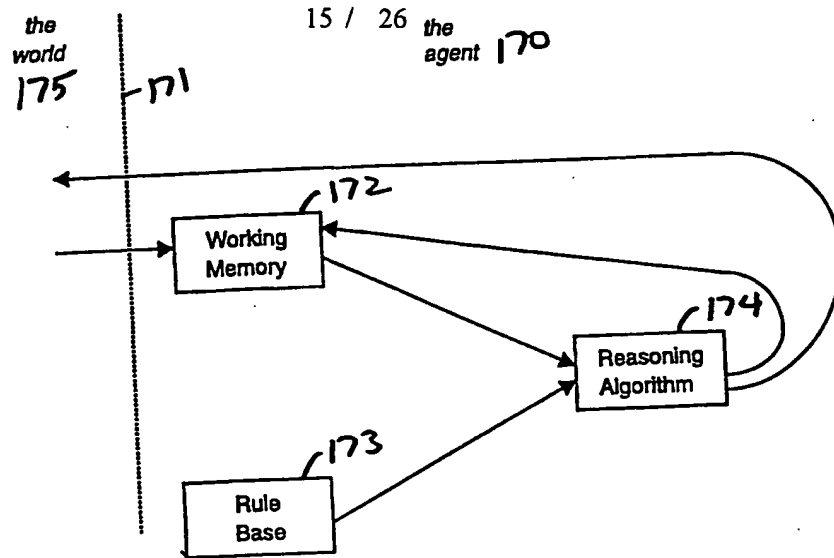 15 / 26
the
world
175
171
the
agent 170
172
Working
Memory
174
Reasoning
Algorithm
173
Rule
Base